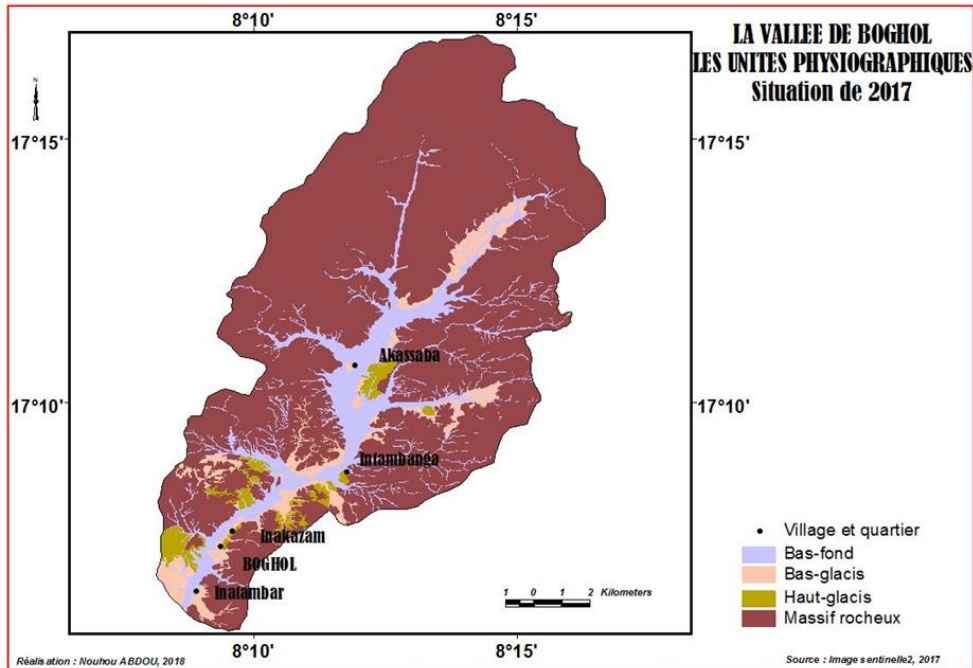 8°10' 8°15'
LA VALLEE DE BOGHOL
LES UNITES PHYSIOGRAPHIQUES
Situation de 2017
N
17°15' 17°15'
Akassaba
17°10' 17°10'
Intambanga
Inakazam
BOGHOL
Inatambar
Village et quartier
Bas-fond
Bas-glacis
Haut-glacis
Massif rocheux
1 0 1 2 Kilometers
8°10' 8°15'
Réalisation : Nouhou ABDOU, 2018
Source : Image sentinelle2, 2017